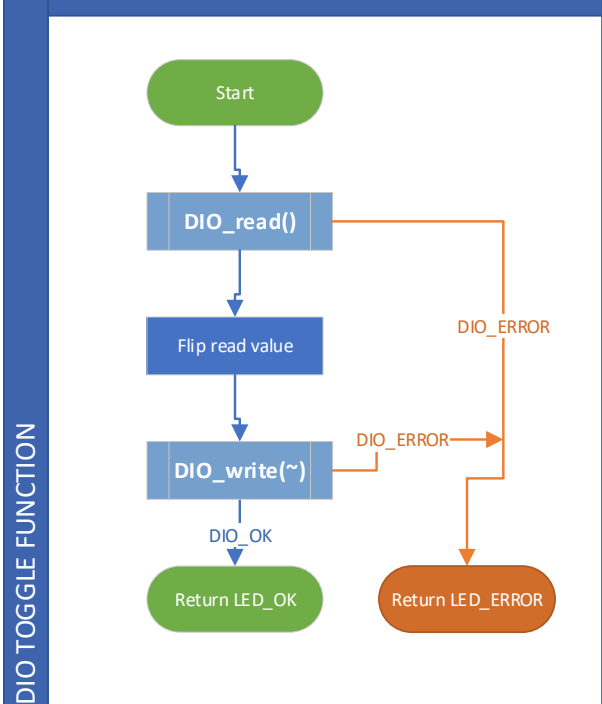 DIO TOGGLE FUNCTION
Start
DIO_read()
DIO_ERROR
Flip read value
DIO_ERROR
DIO_write(~)
DIO_OK
Return LED_OK
Return LED_ERROR